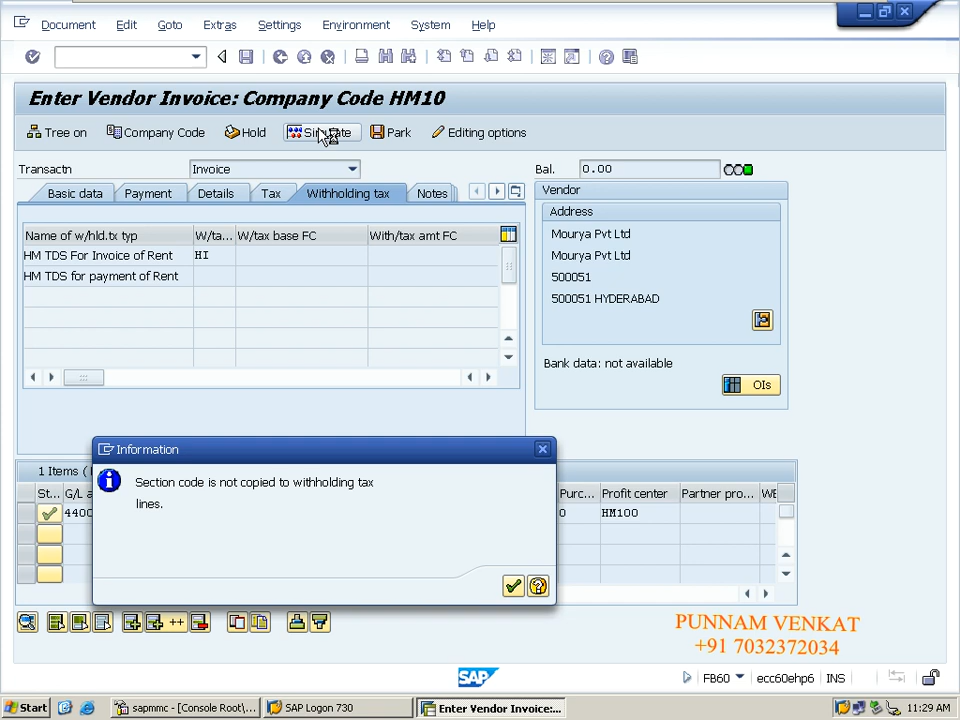 Document Edit Goto Extras Settings Environment System Help
Enter Vendor Invoice: Company Code HM10
Tree on Company Code Hold Simulate Park Editing options
Transactn Invoice Bal. 0.00
Basic data Payment Details Tax Withholding tax Notes
Vendor
Address
Mourya Pvt Ltd
Mourya Pvt Ltd
500051
500051 HYDERABAD
Bank data: not available
OIs
Name of w/hld.tx typ W/ta... W/tax base FC With/tax amt FC
HM TDS For Invoice of Rent HI
HM TDS for payment of Rent
Information
Section code is not copied to withholding tax
lines.
1 Items (
St... G/L a Purc... Profit center Partner pro... WE
4400 0 HM100
PUNNAM VENKAT
+91 7032372034
SAP FB60 ecc60ehp6 INS
Start sapmmc - [Console Root\... SAP Logon 730 Enter Vendor Invoice:... 11:29 AM